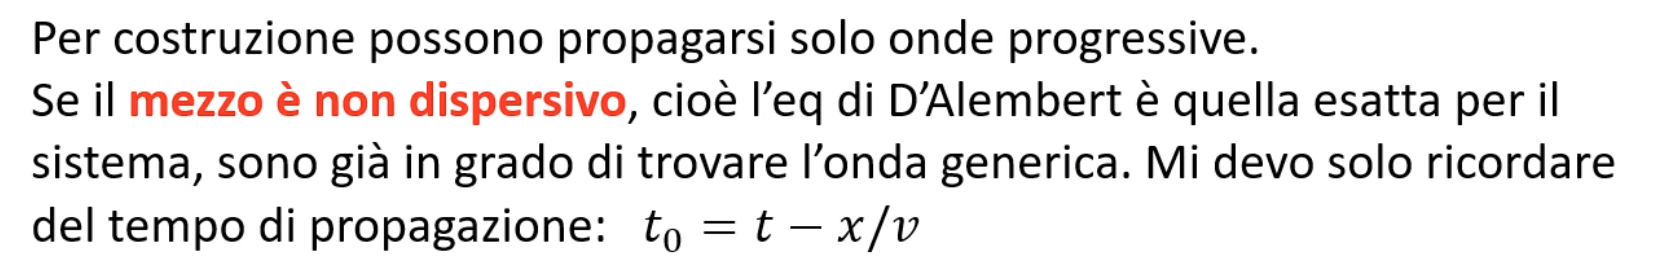 Per costruzione possono propagarsi solo onde progressive.
Se il mezzo è non dispersivo, cioè l’eq di D’Alembert è quella esatta per il
sistema, sono già in grado di trovare l’onda generica. Mi devo solo ricordare
del tempo di propagazione: t₀ = t − x/v